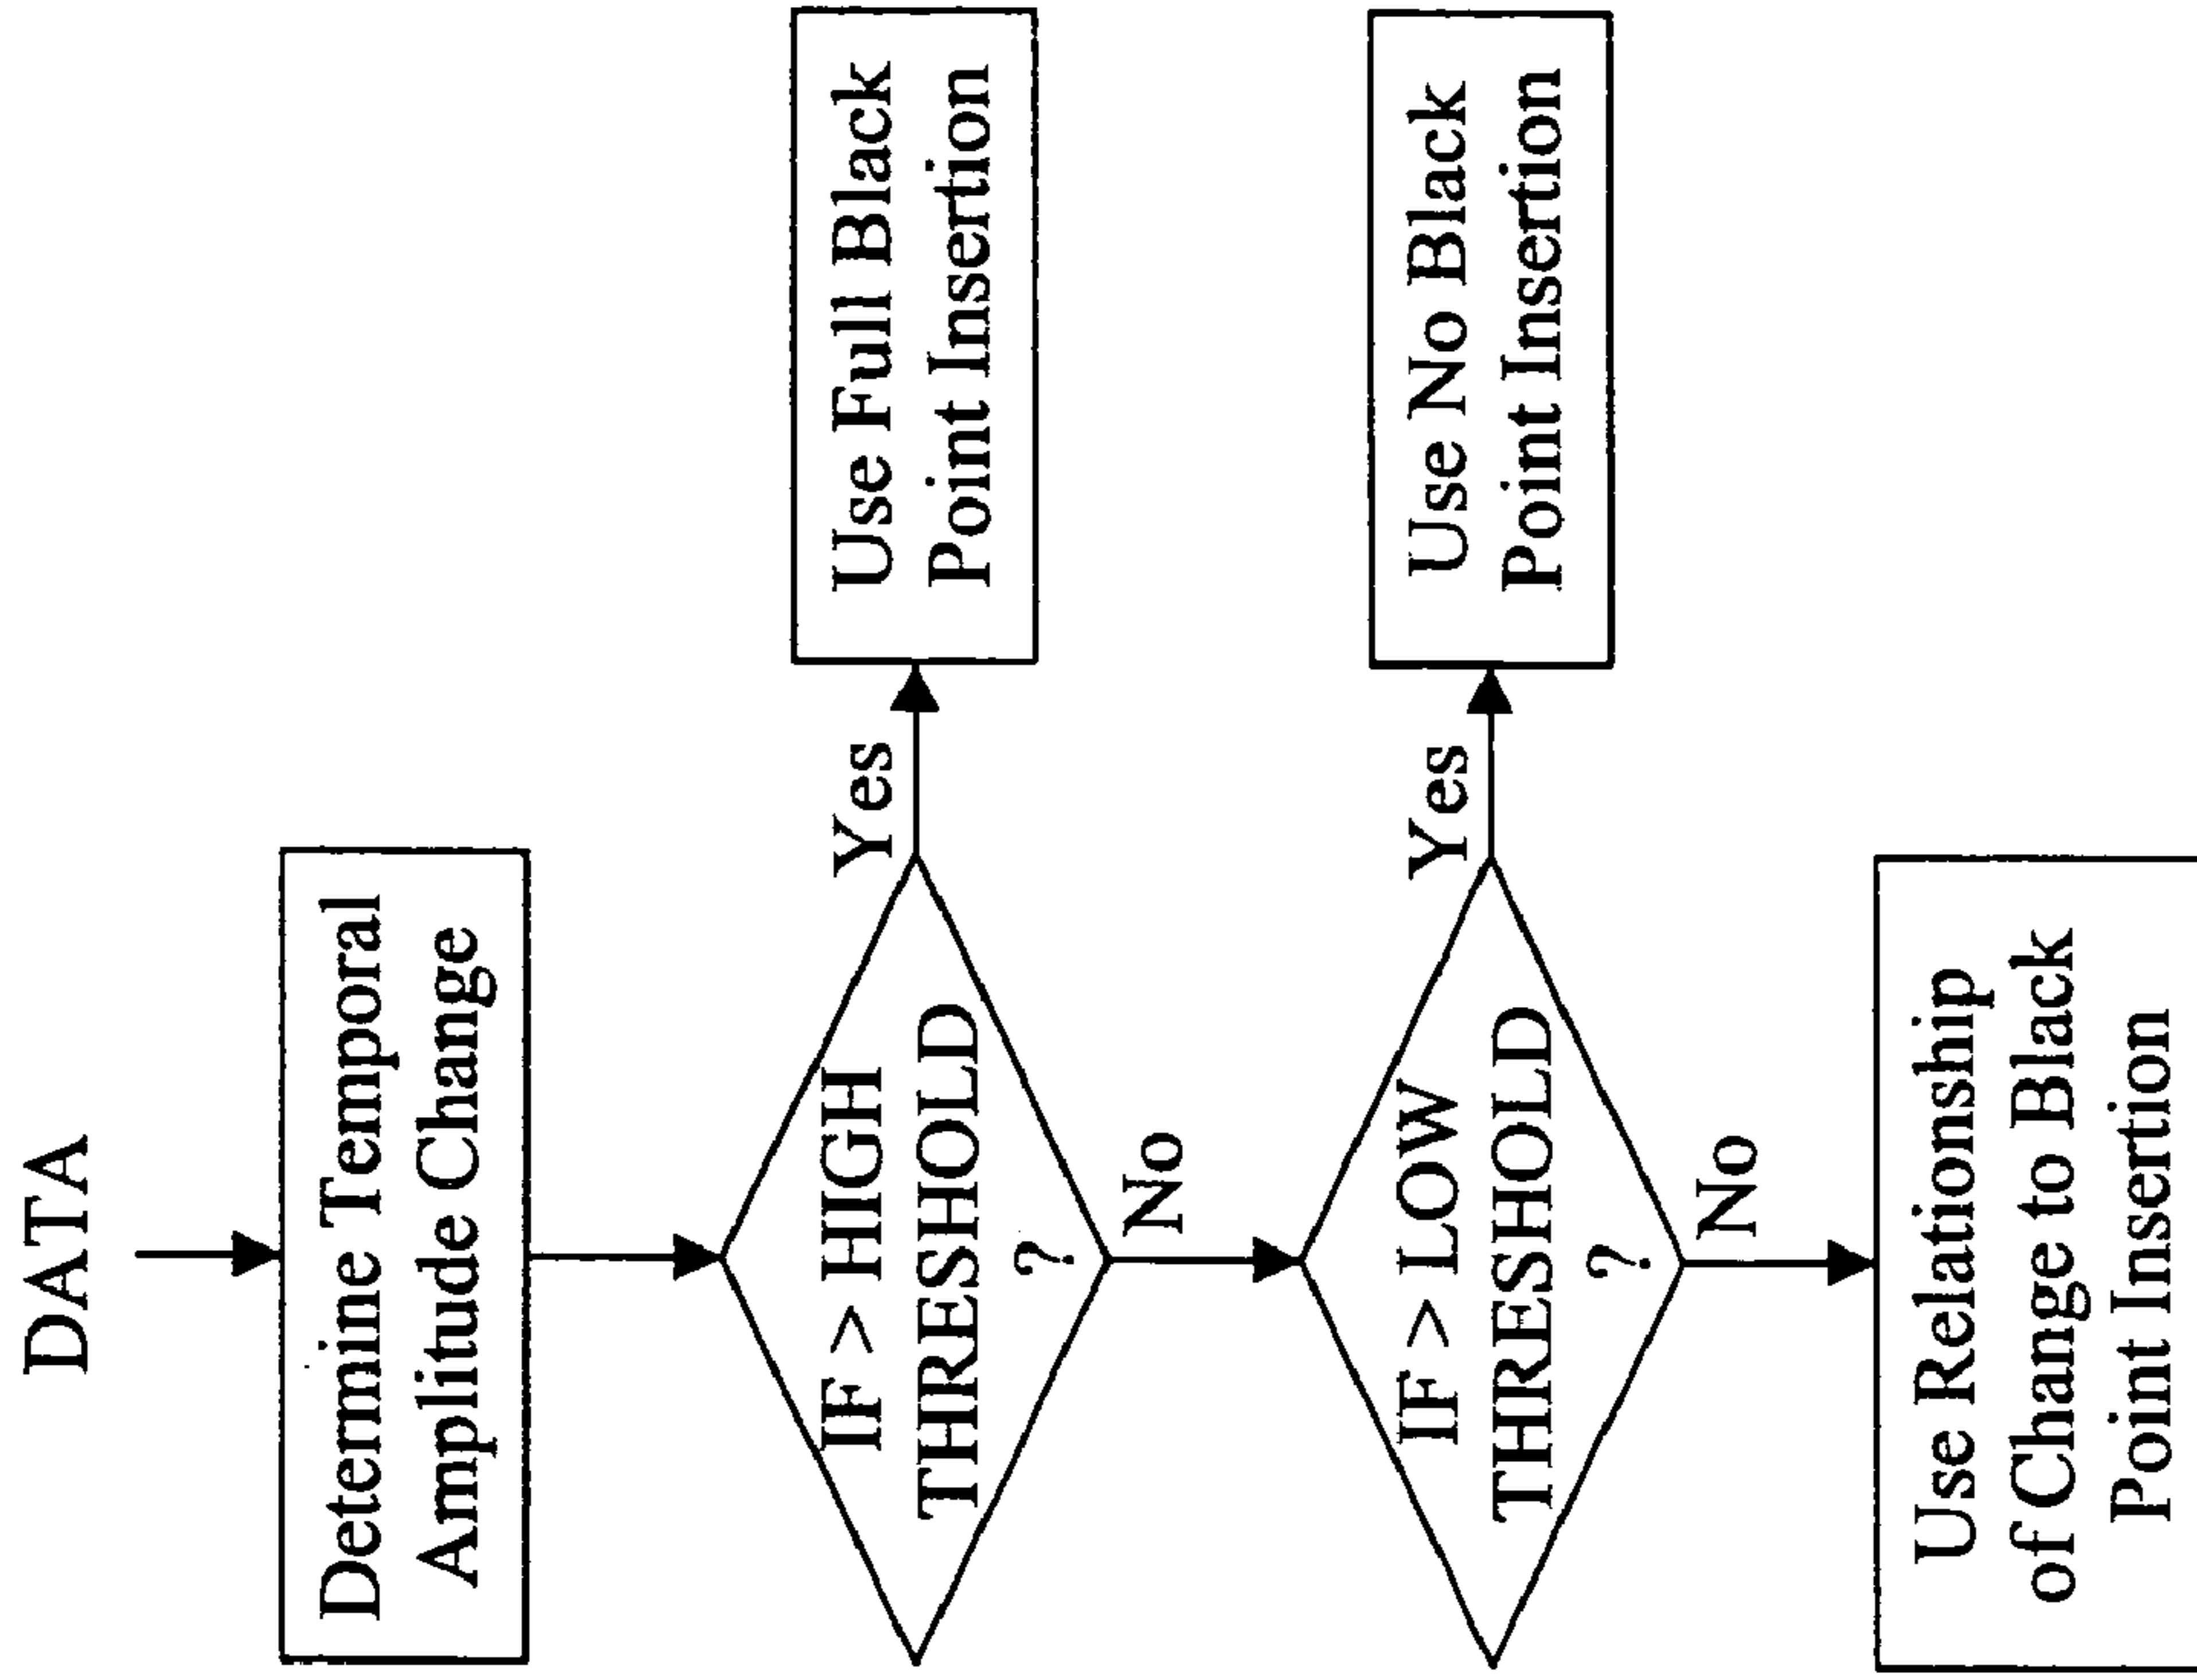 DATA
Determine Temporal
Amplitude Change
IF > HIGH
THRESHOLD
?
Yes
Use Full Black
Point Insertion
No
IF > LOW
THRESHOLD
?
Yes
Use No Black
Point Insertion
No
Use Relationship
of Change to Black
Point Insertion